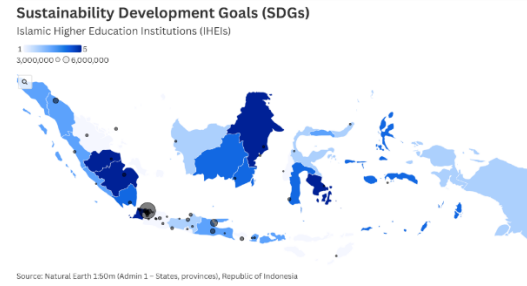 Sustainability Development Goals (SDGs)
Islamic Higher Education Institutions (IHEIs)
1 5
3,000,000 6,000,000
Source: Natural Earth 1:50m (Admin 1 – States, provinces), Republic of Indonesia